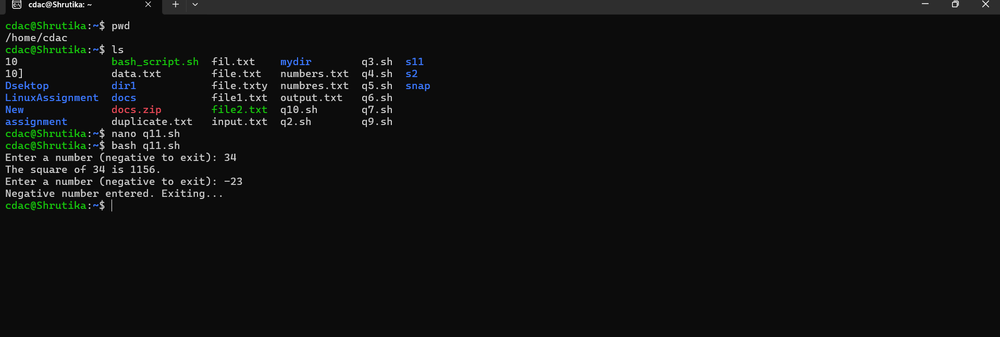 cdac@Shrutika: ~
cdac@Shrutika:~$ pwd
/home/cdac
cdac@Shrutika:~$ ls
10 bash_script.sh fil.txt mydir q3.sh s11
10] data.txt file.txt numbers.txt q4.sh s2
Dsektop dir1 file.txty numbres.txt q5.sh snap
LinuxAssignment docs file1.txt output.txt q6.sh
New docs.zip file2.txt q10.sh q7.sh
assignment duplicate.txt input.txt q2.sh q9.sh
cdac@Shrutika:~$ nano q11.sh
cdac@Shrutika:~$ bash q11.sh
Enter a number (negative to exit): 34
The square of 34 is 1156.
Enter a number (negative to exit): -23
Negative number entered. Exiting...
cdac@Shrutika:~$